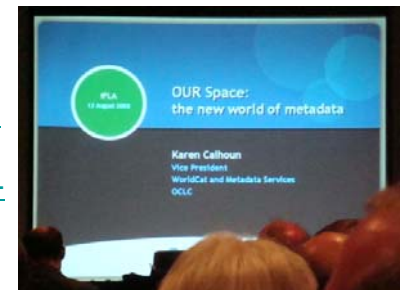 IFLA
OUR Space:
the new world of metadata
Karen Calhoun
Vice President
WorldCat and Metadata Services
OCLC